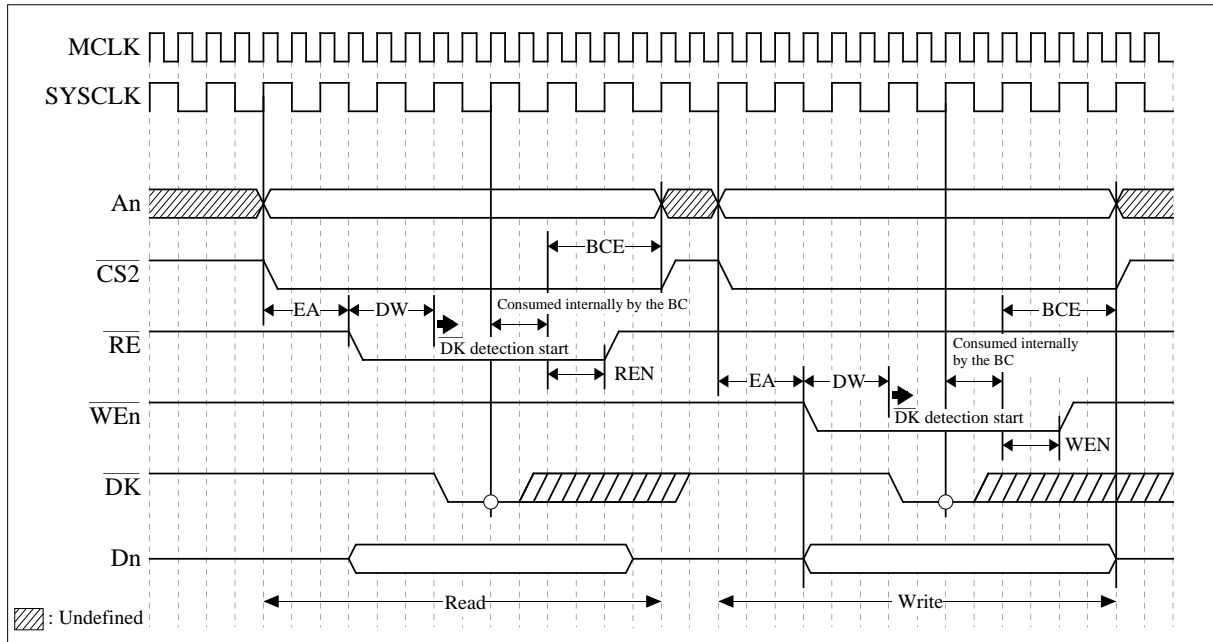 MCLK
SYSCLK
An
BCE
CS2
EA
DW
Consumed internally by the BC
BCE
RE
DK detection start
Consumed internally
by the BC
REN
EA
DW
WEn
DK detection start
WEN
DK
Dn
Read
Write
: Undefined